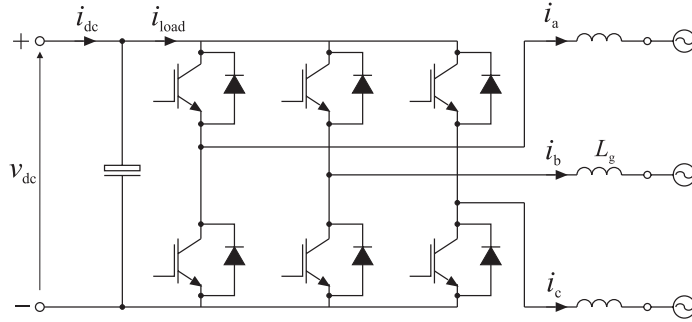 i_dc i_load i_a
+
v_dc i_b L_g
i_c
−